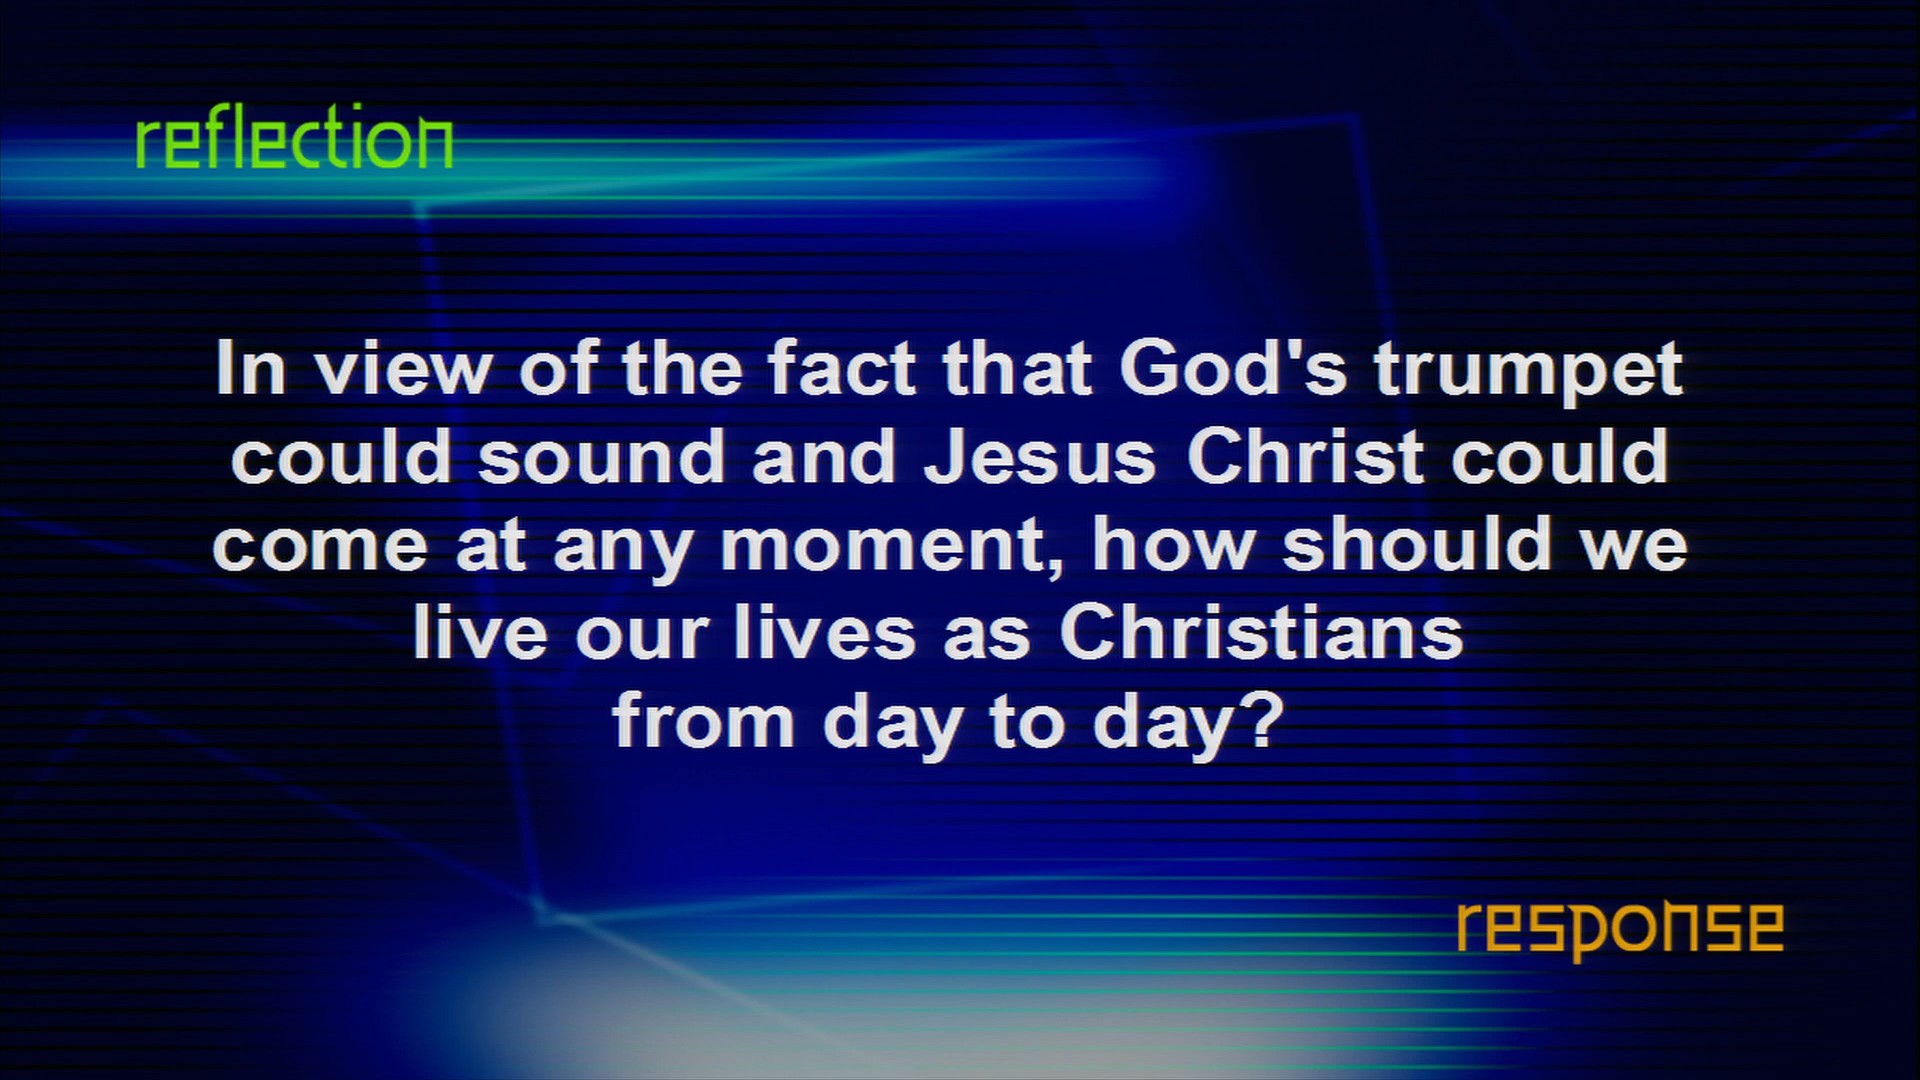 reflection
In view of the fact that God's trumpet
could sound and Jesus Christ could
come at any moment, how should we
live our lives as Christians
from day to day?
response